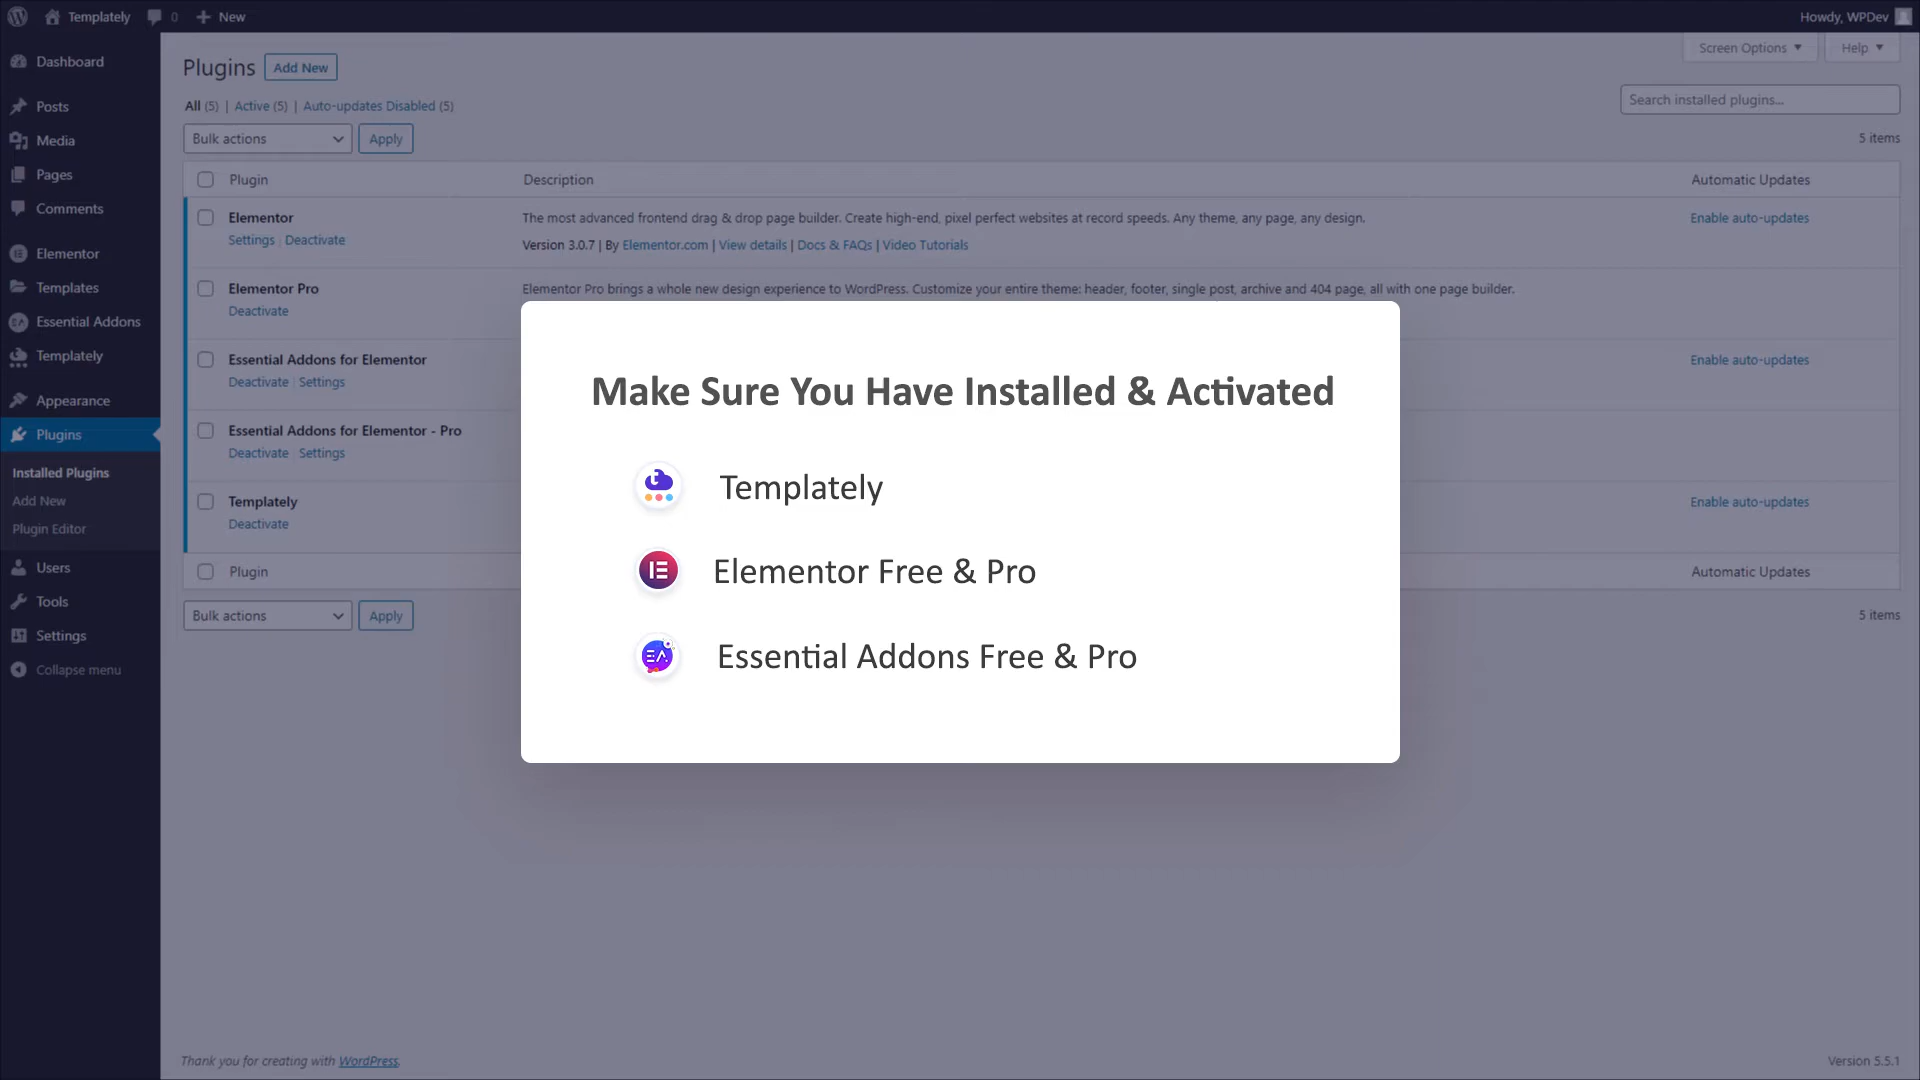 Templately 0 New Howdy, WPDev
Screen Options Help
Dashboard
Posts
Media
Pages
Comments
Elementor
Templates
Essential Addons
Templately
Appearance
Plugins
Installed Plugins
Add New
Plugin Editor
Users
Tools
Settings
Collapse menu
Plugins Add New
All (5) | Active (5) | Auto-updates Disabled (5)
Search installed plugins...
Bulk actions Apply 5 items
Plugin Description Automatic Updates
Elementor The most advanced frontend drag & drop page builder. Create high-end, pixel perfect websites at record speeds. Any theme, any page, any design. Enable auto-updates
Settings | Deactivate Version 3.0.7 | By Elementor.com | View details | Docs & FAQs | Video Tutorials
Elementor Pro Elementor Pro brings a whole new design experience to WordPress. Customize your entire theme: header, footer, single post, archive and 404 page, all with one page builder.
Deactivate
Essential Addons for Elementor Enable auto-updates
Deactivate | Settings
Essential Addons for Elementor - Pro
Deactivate Settings
Templately Enable auto-updates
Deactivate
Plugin Automatic Updates
Bulk actions Apply 5 items
Make Sure You Have Installed & Activated
Templately
Elementor Free & Pro
Essential Addons Free & Pro
Thank you for creating with WordPress. Version 5.5.1